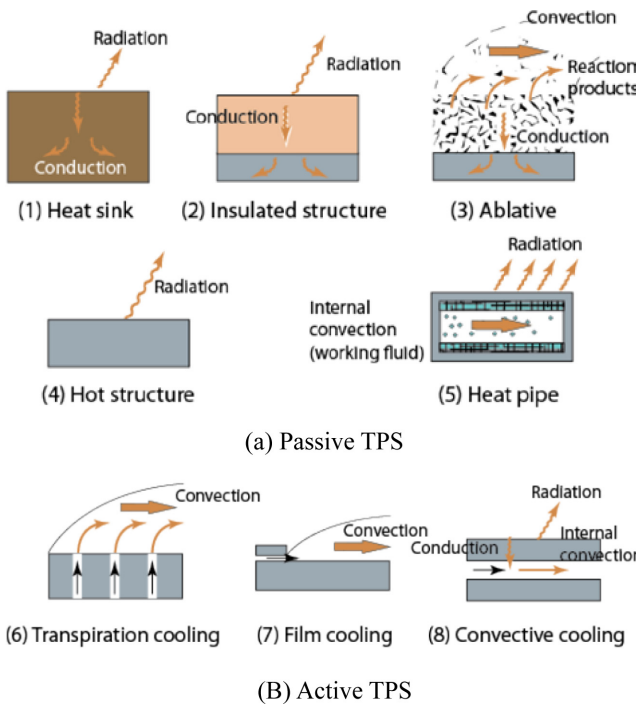 Radiation
Conduction
(1) Heat sink
Radiation
Conduction
(2) Insulated structure
Convection
Reaction
products
Conduction
(3) Ablative
Radiation
(4) Hot structure
Radiation
Internal
convection
(working fluid)
(5) Heat pipe
(a) Passive TPS
Convection
(6) Transpiration cooling
Convection
(7) Film cooling
Radiation
Conduction
Internal
convection
(8) Convective cooling
(B) Active TPS